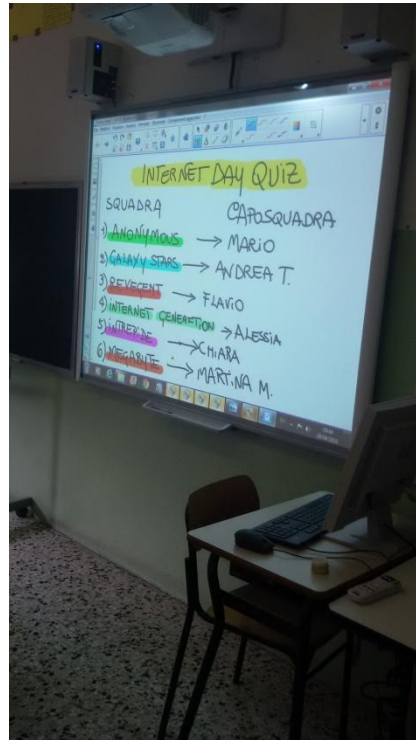 INTERNET DAY QUIZ
SQUADRA CAPOSQUADRA
1) ANONYMOUS → MARIO
2) GALAXY STARS → ANDREA T.
3) REVECENT → FLAVIO
4) INTERNET GENERACTION → ALESSIA
5) INTREPIDE → CHIARA
6) MEGABYTE → MARTINA M.